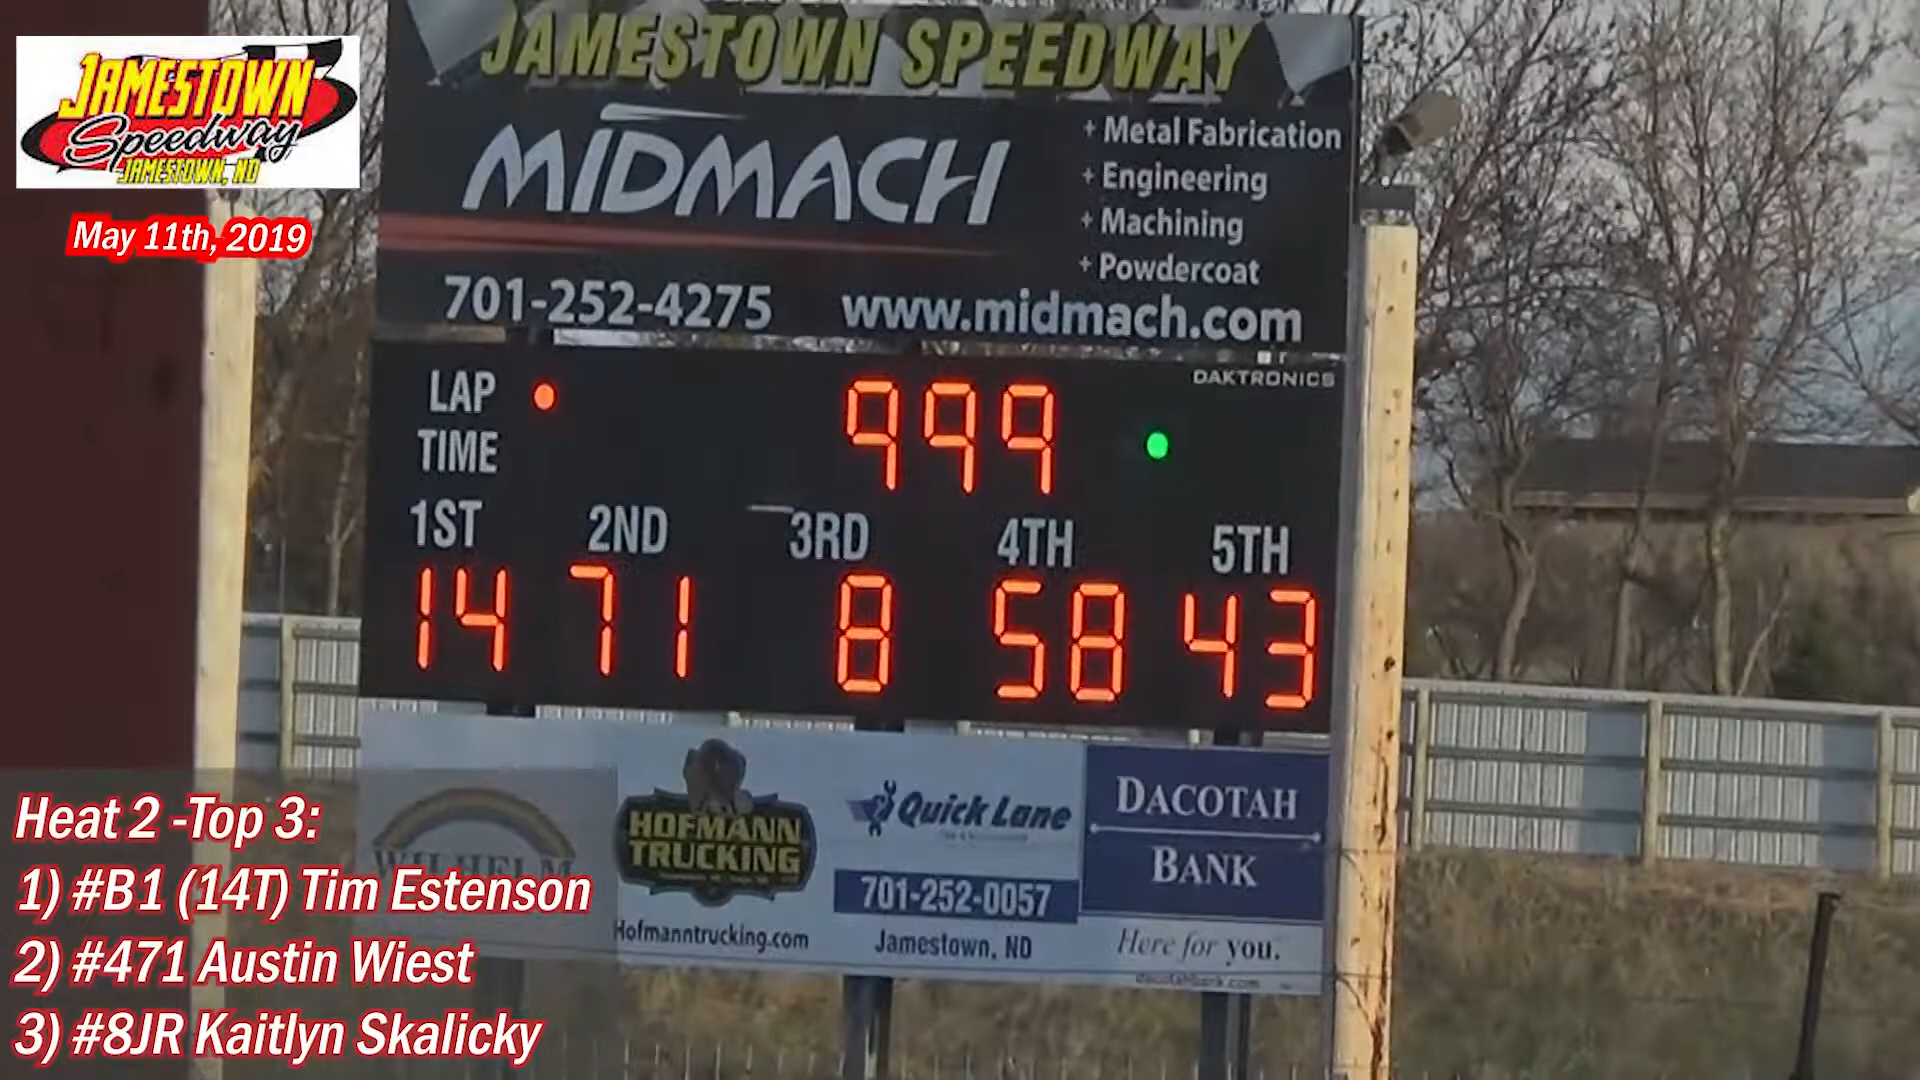 JAMESTOWN
Speedway
JAMESTOWN, ND
May 11th, 2019
JAMESTOWN SPEEDWAY
MIDMACH
+ Metal Fabrication
+ Engineering
+ Machining
+ Powdercoat
701-252-4275 www.midmach.com
DAKTRONICS
LAP
TIME
999
1ST 2ND 3RD 4TH 5TH
14 71 8 58 43
WILHELM
HOFMANN
TRUCKING
Hofmanntrucking.com
Quick Lane
701-252-0057
Jamestown, ND
DACOTAH
BANK
Here for you.
dacotahbank.com
Heat 2 -Top 3:
1) #B1 (14T) Tim Estenson
2) #471 Austin Wiest
3) #8JR Kaitlyn Skalicky